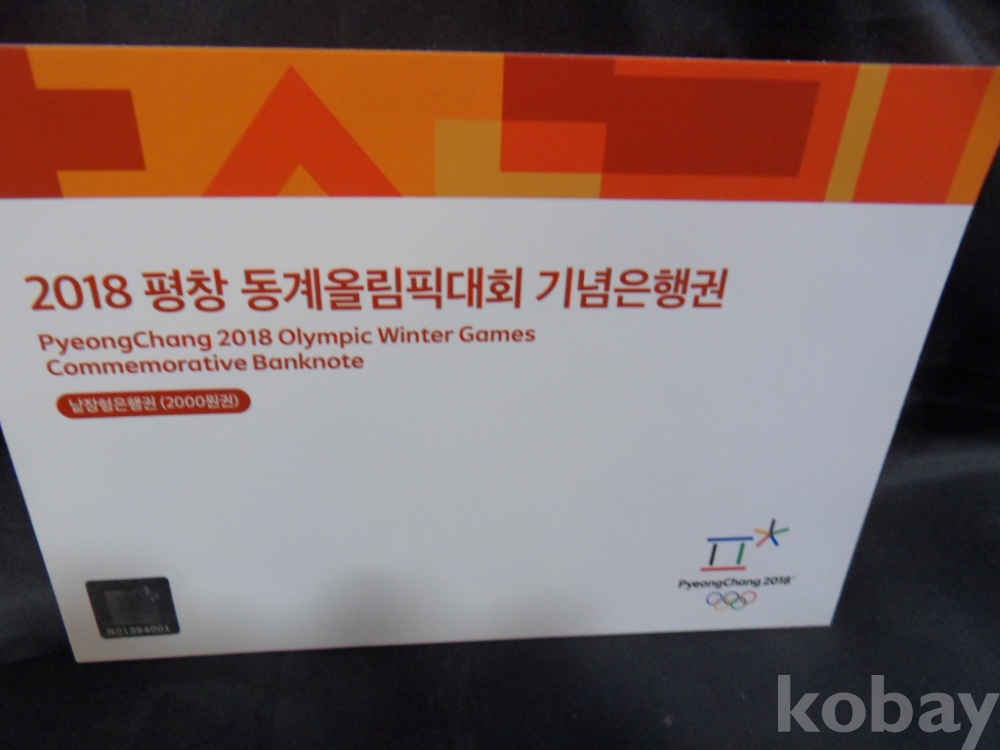 2018 평창 동계올림픽대회 기념은행권
PyeongChang 2018 Olympic Winter Games
Commemorative Banknote
낱장형은행권 (2000원권)
PyeongChang 2018
kobay